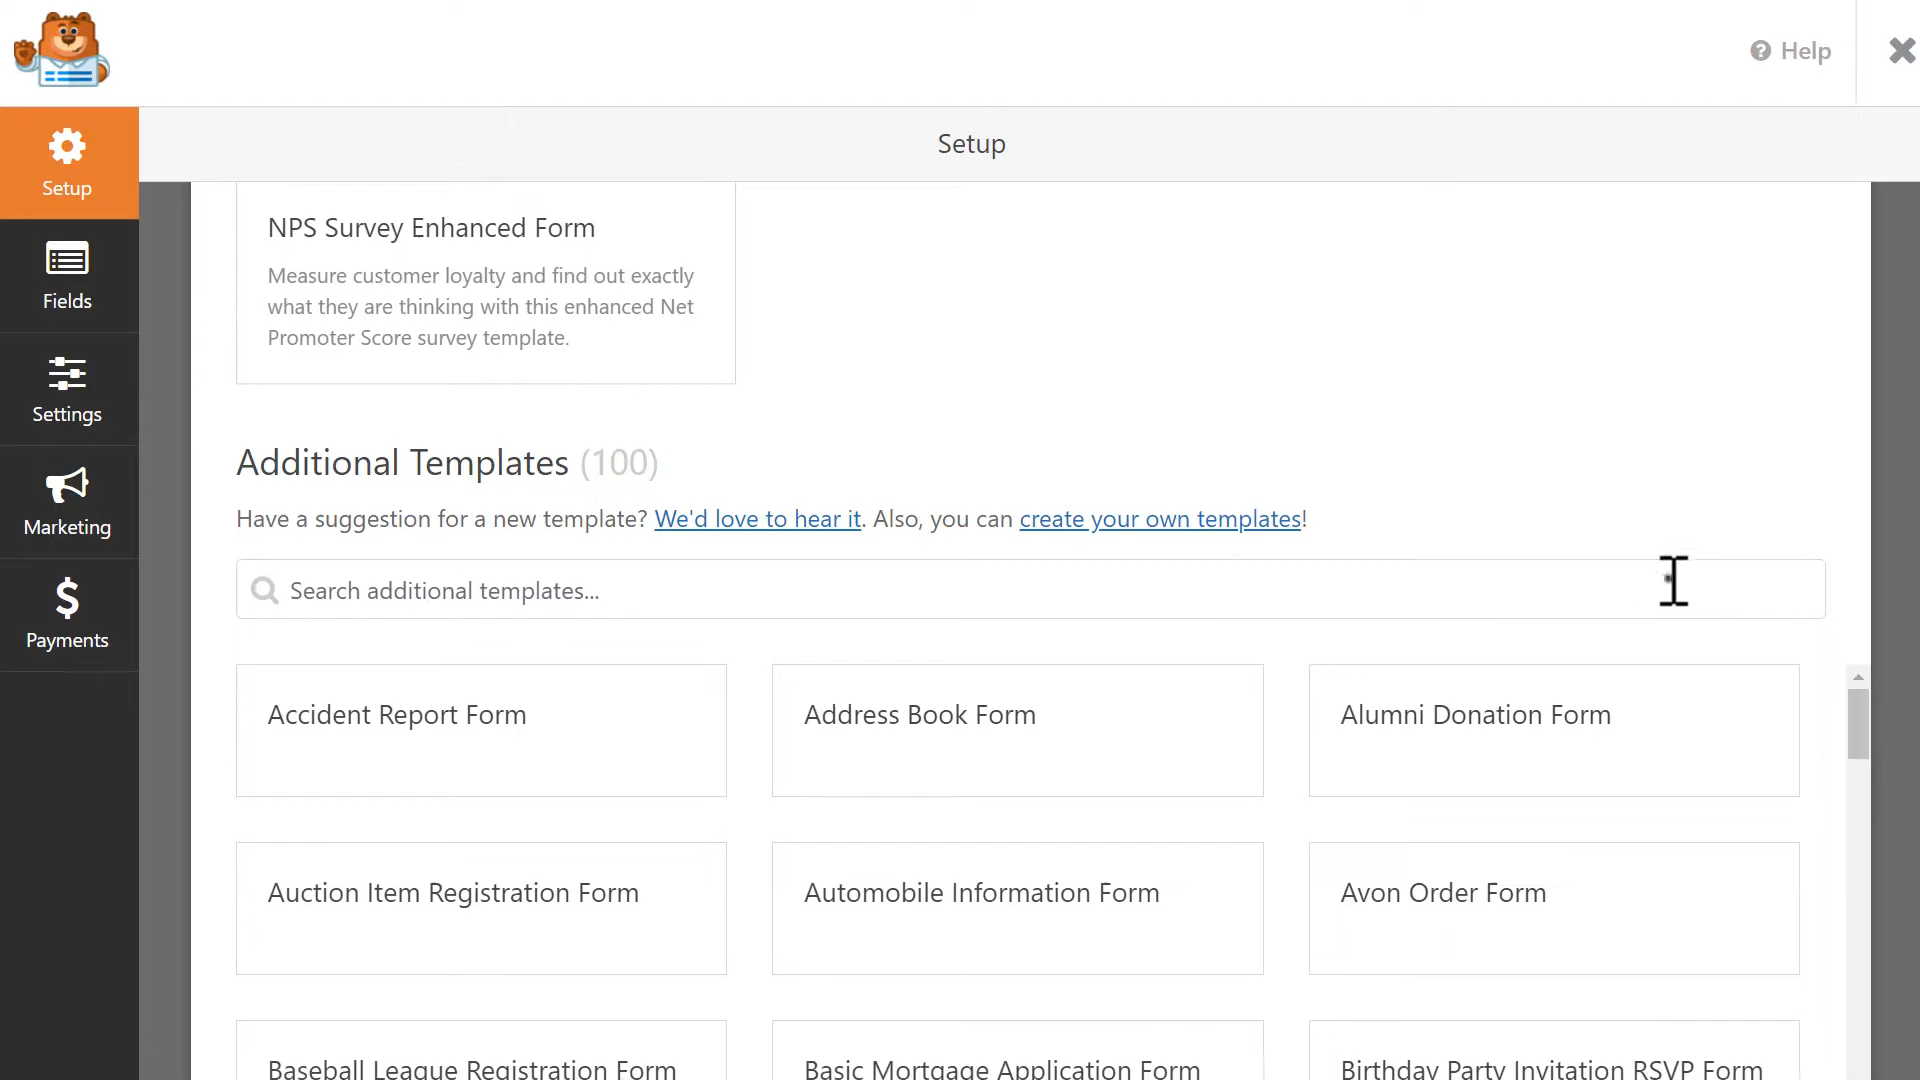 Help
Setup
Setup
Fields
Settings
Marketing
Payments
NPS Survey Enhanced Form
Measure customer loyalty and find out exactly
what they are thinking with this enhanced Net
Promoter Score survey template.
Additional Templates (100)
Have a suggestion for a new template? We'd love to hear it. Also, you can create your own templates!
Search additional templates...
Accident Report Form
Address Book Form
Alumni Donation Form
Auction Item Registration Form
Automobile Information Form
Avon Order Form
Baseball League Registration Form
Basic Mortgage Application Form
Birthday Party Invitation RSVP Form